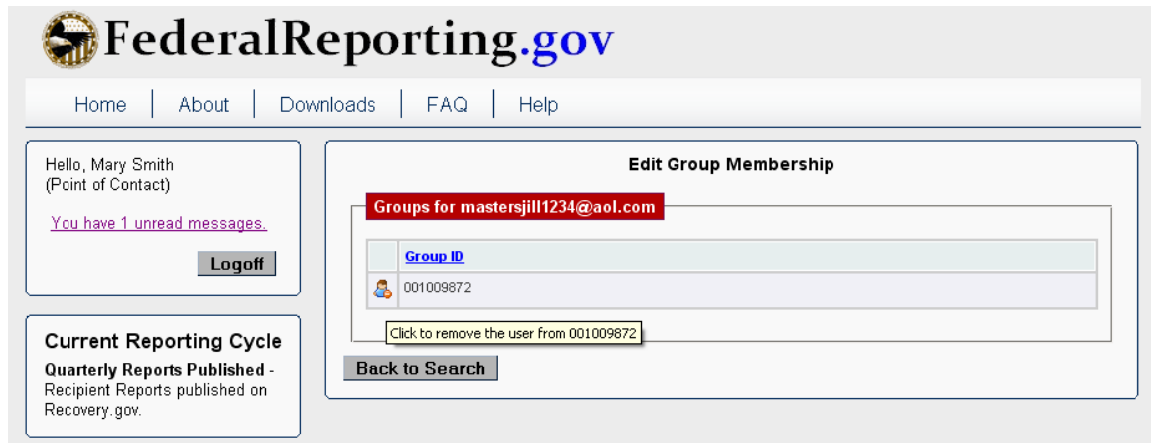 FederalReporting.gov
Home | About | Downloads | FAQ | Help
Hello, Mary Smith
(Point of Contact)
You have 1 unread messages.
Logoff
Current Reporting Cycle
Quarterly Reports Published -
Recipient Reports published on
Recovery.gov.
Edit Group Membership
Groups for mastersjill1234@aol.com
Group ID
001009872
Click to remove the user from 001009872
Back to Search